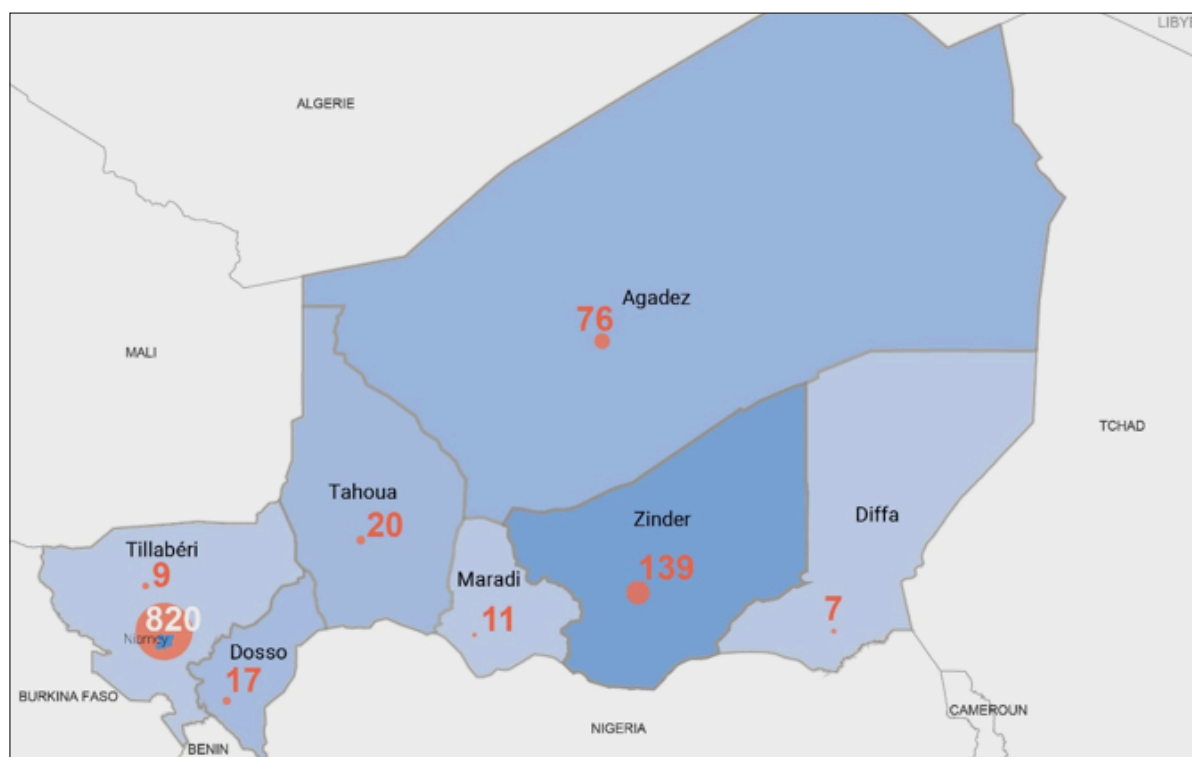 LIBYE
ALGERIE
Agadez
76
MALI
TCHAD
Tahoua
20
Zinder
139
Diffa
7
Tillabéri
9
820
Niamey
Maradi
11
Dosso
17
BURKINA FASO
BENIN
NIGERIA
CAMEROUN